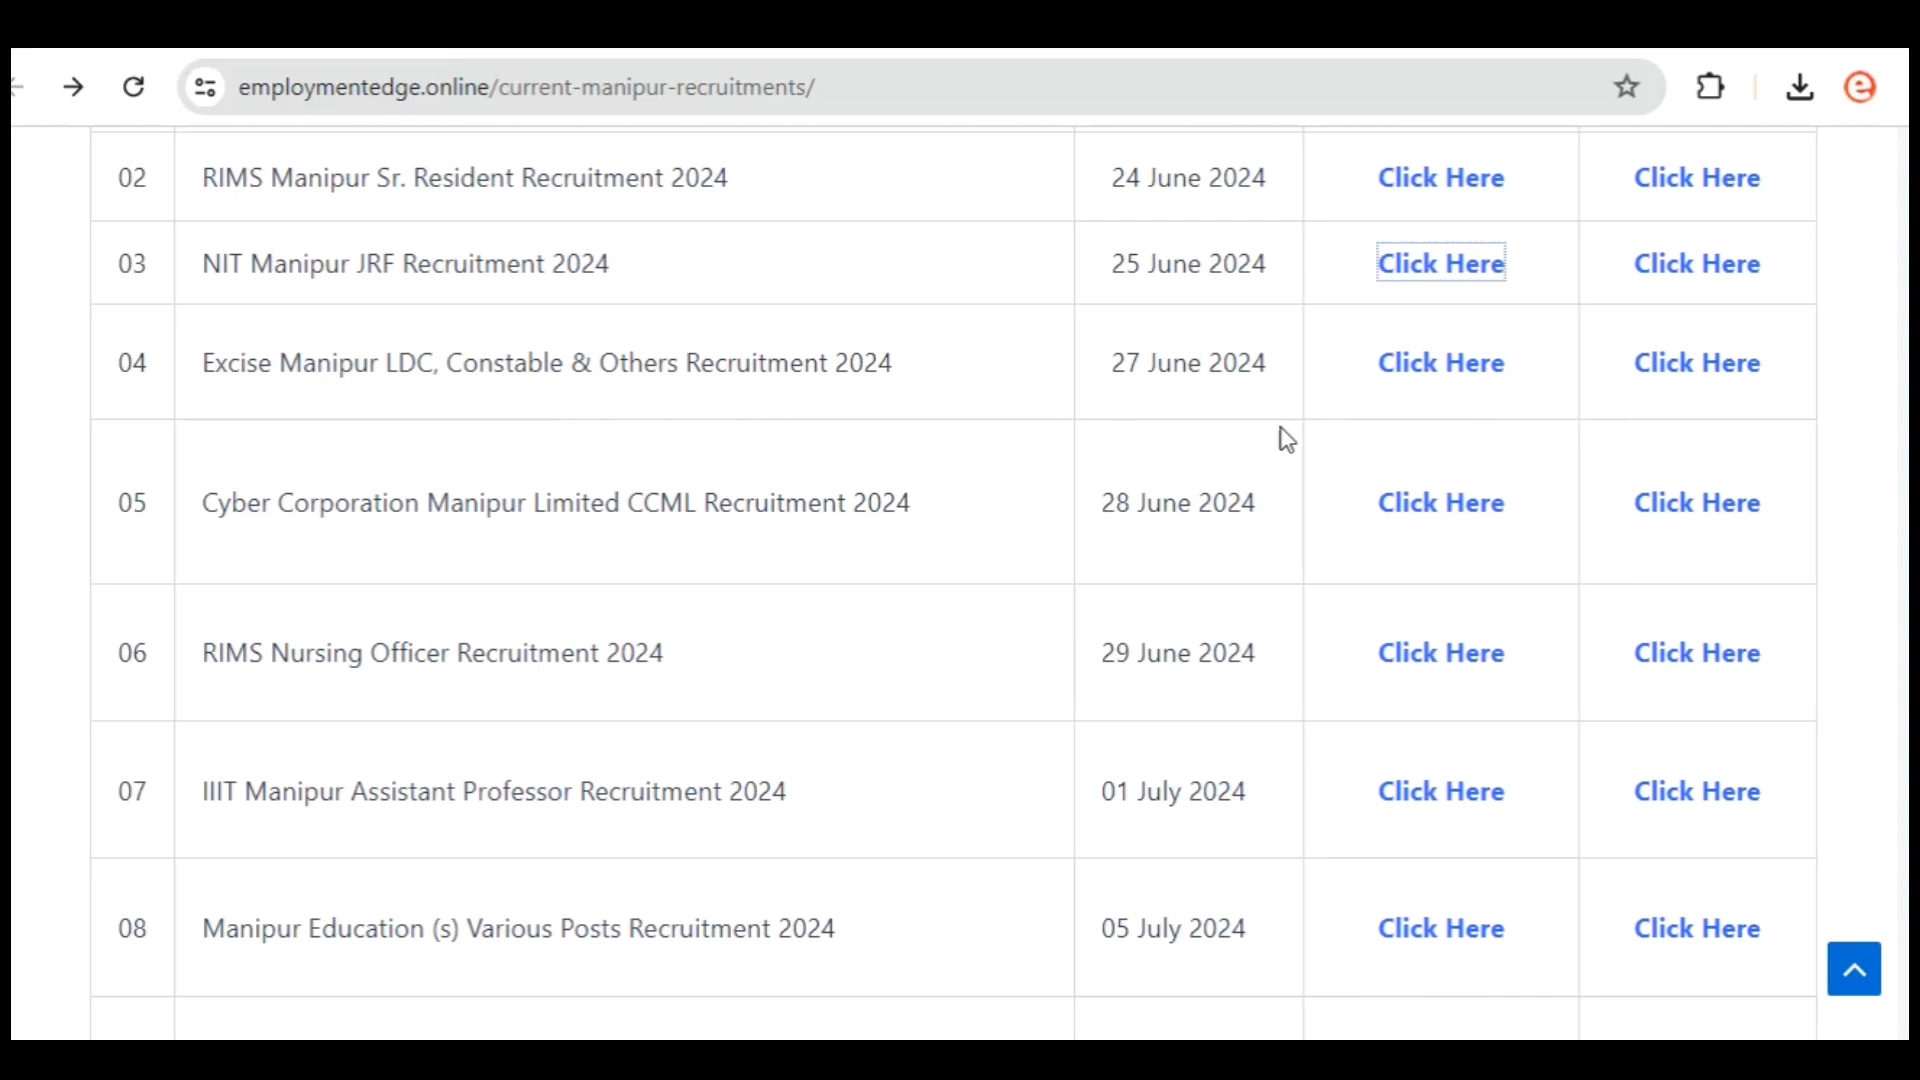 employmentedge.online/current-manipur-recruitments/
02 RIMS Manipur Sr. Resident Recruitment 2024 24 June 2024 Click Here Click Here
03 NIT Manipur JRF Recruitment 2024 25 June 2024 Click Here Click Here
04 Excise Manipur LDC, Constable & Others Recruitment 2024 27 June 2024 Click Here Click Here
05 Cyber Corporation Manipur Limited CCML Recruitment 2024 28 June 2024 Click Here Click Here
06 RIMS Nursing Officer Recruitment 2024 29 June 2024 Click Here Click Here
07 IIIT Manipur Assistant Professor Recruitment 2024 01 July 2024 Click Here Click Here
08 Manipur Education (s) Various Posts Recruitment 2024 05 July 2024 Click Here Click Here